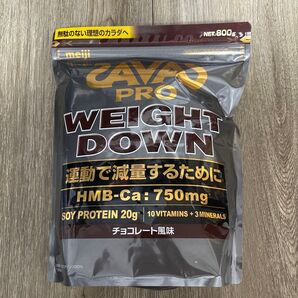 無駄のない理想のカラダへ
NET.800g
meiji
SAVAS
PRO
WEIGHT
DOWN
運動で減量するために
HMB-Ca:750mg
SOY PROTEIN 20g 10 VITAMINS + 3 MINERALS
チョコレート風味